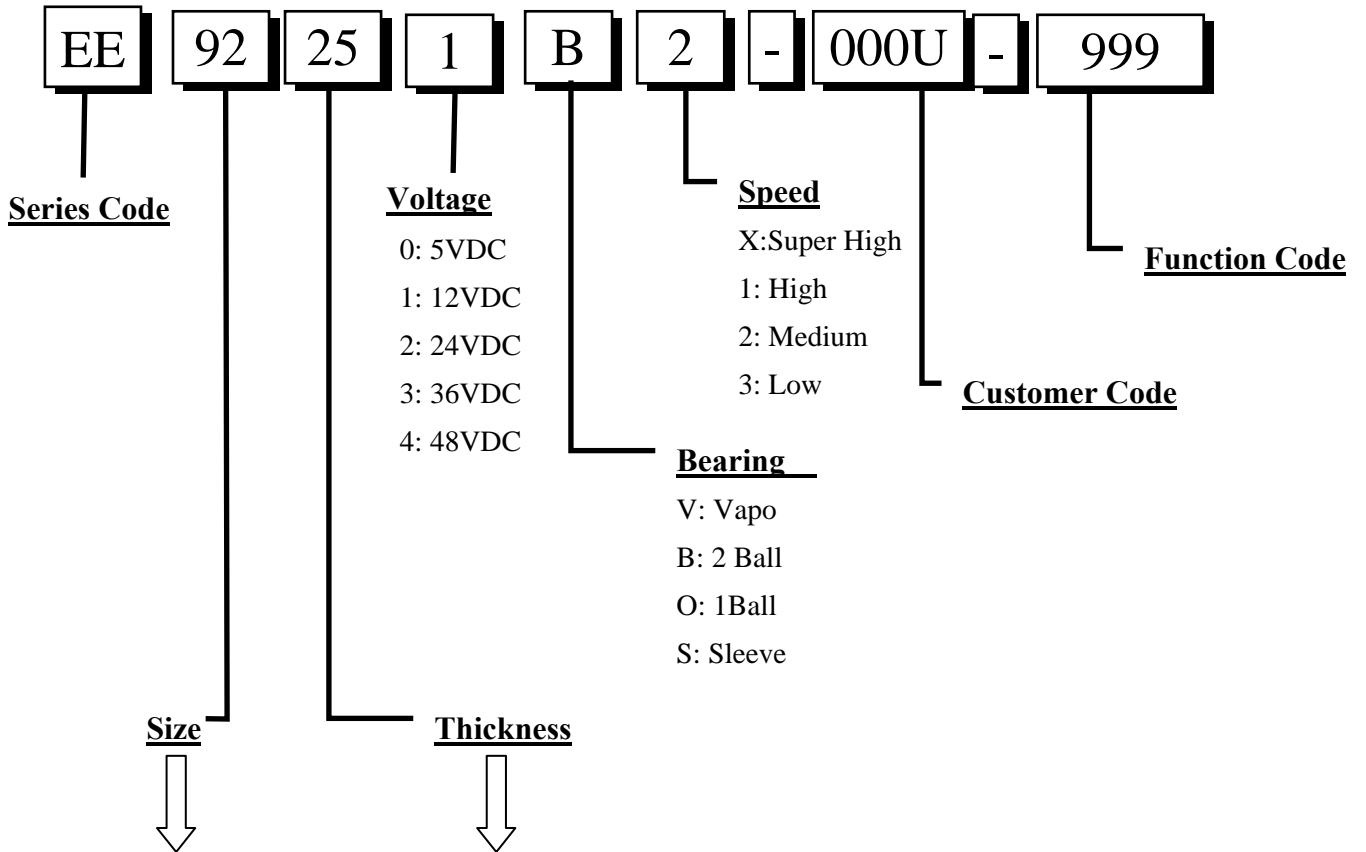 EE 92 25 1 B 2 - 000U - 999
Series Code
Voltage
0: 5VDC
1: 12VDC
2: 24VDC
3: 36VDC
4: 48VDC
Speed
X:Super High
1: High
2: Medium
3: Low
Function Code
Customer Code
Bearing
V: Vapo
B: 2 Ball
O: 1Ball
S: Sleeve
Size
Thickness